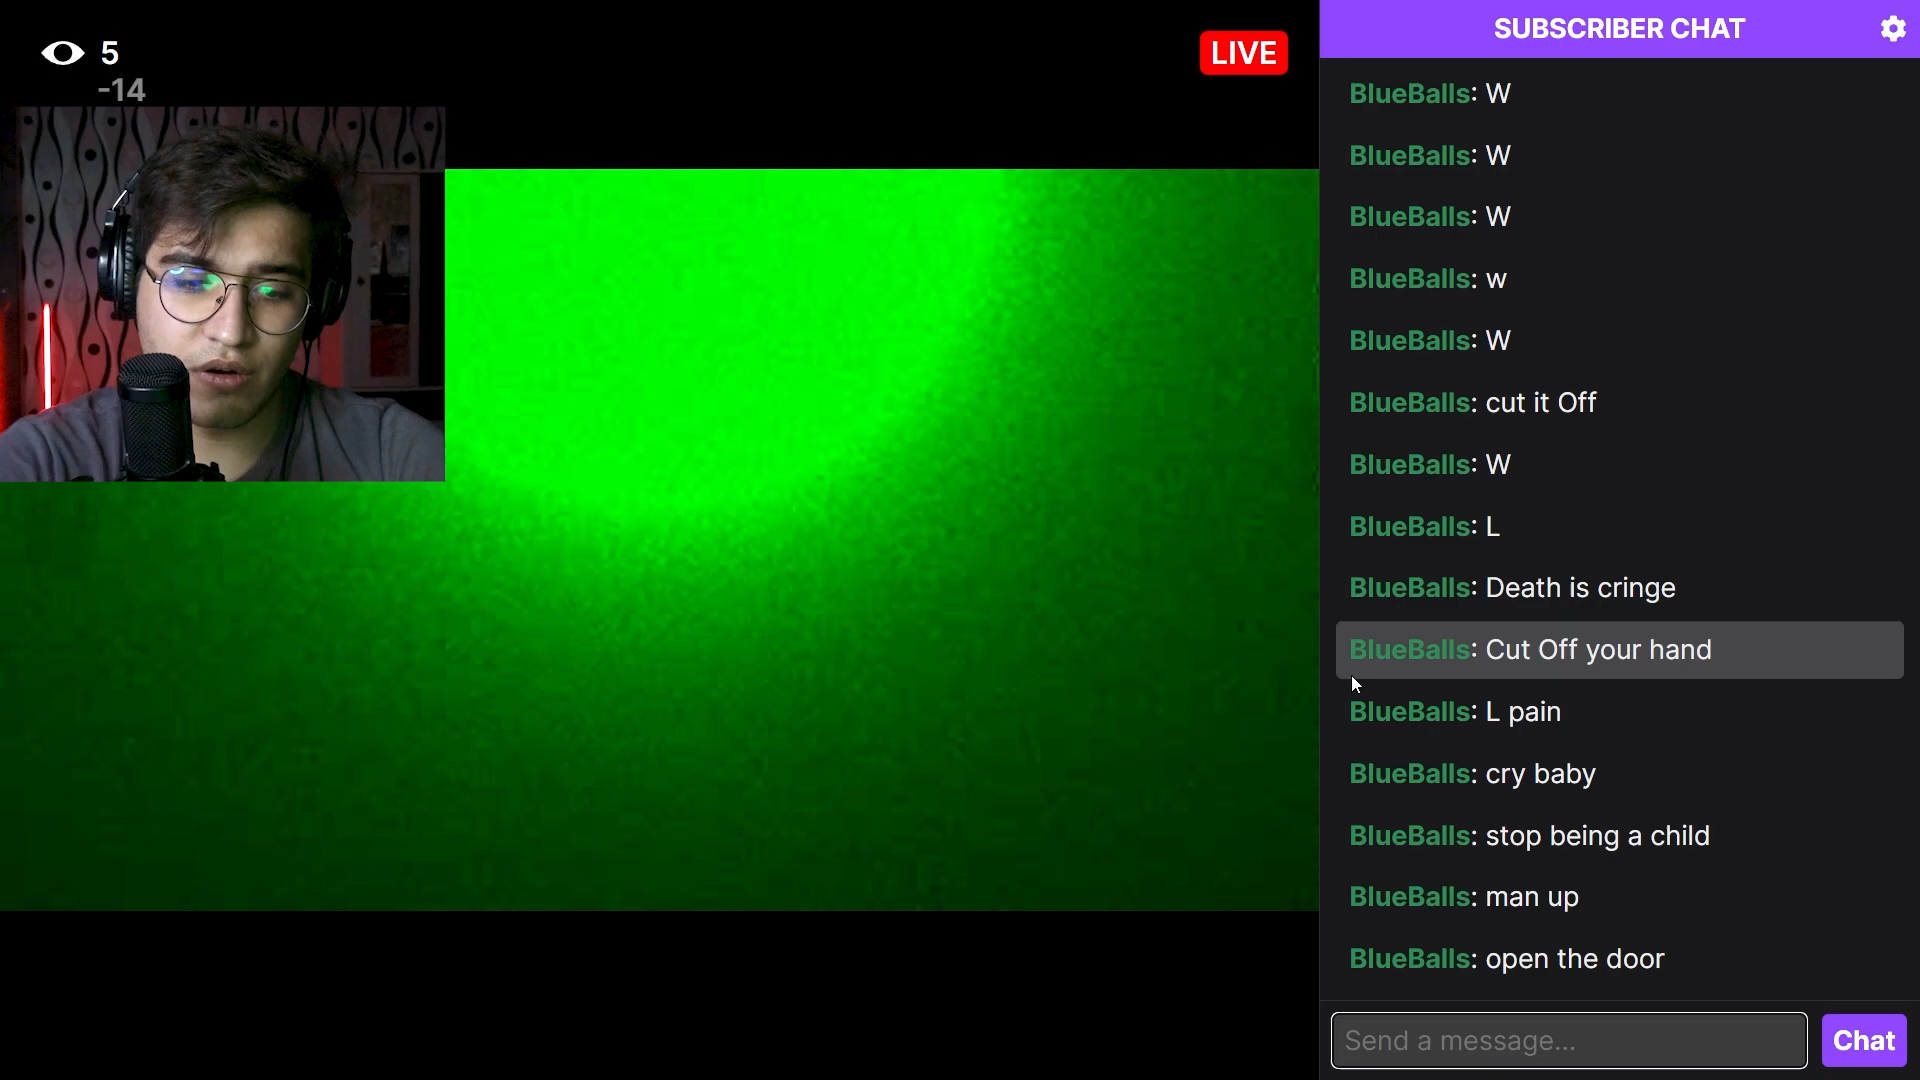 5
-14
LIVE
SUBSCRIBER CHAT
BlueBalls: W
BlueBalls: W
BlueBalls: W
BlueBalls: w
BlueBalls: W
BlueBalls: cut it Off
BlueBalls: W
BlueBalls: L
BlueBalls: Death is cringe
BlueBalls: Cut Off your hand
BlueBalls: L pain
BlueBalls: cry baby
BlueBalls: stop being a child
BlueBalls: man up
BlueBalls: open the door
Send a message...
Chat